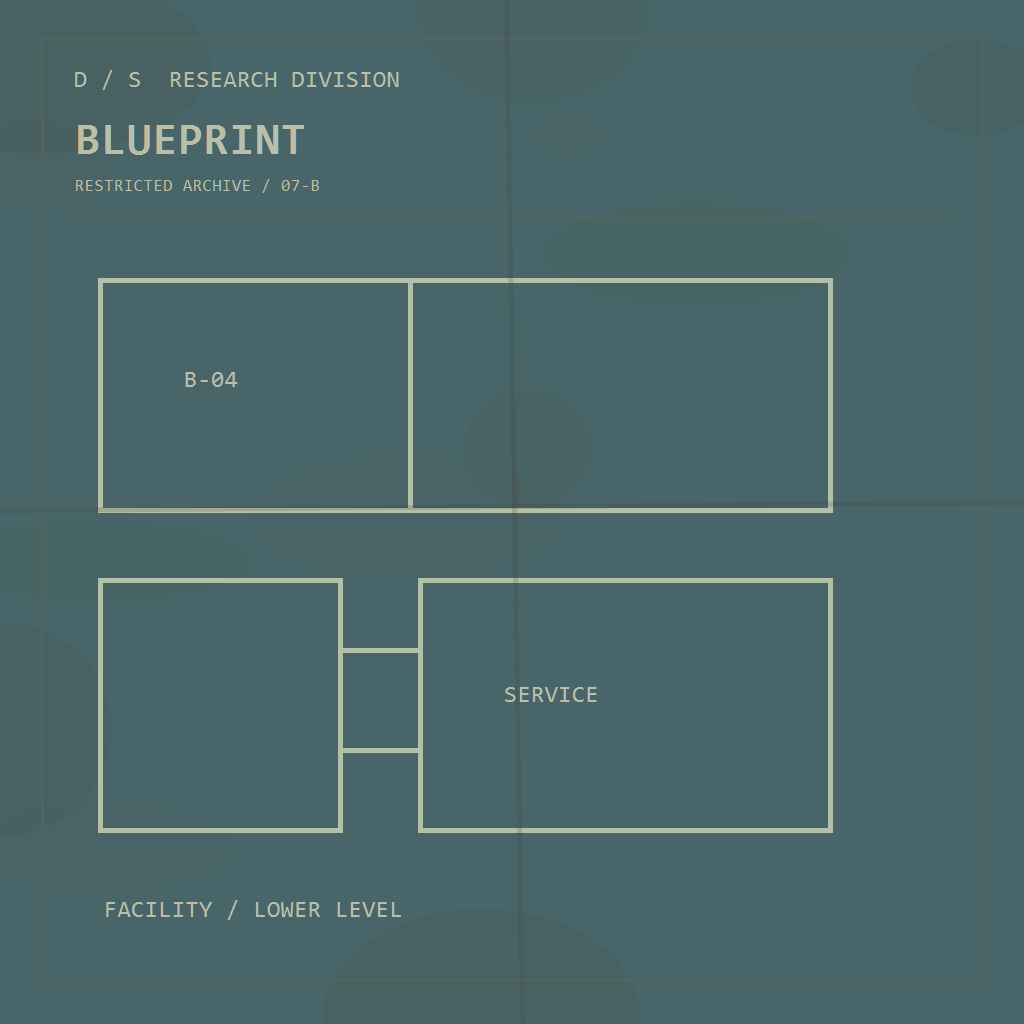 D / S  RESEARCH DIVISION
BLUEPRINT
RESTRICTED ARCHIVE / 07-B
B-04
SERVICE
FACILITY / LOWER LEVEL